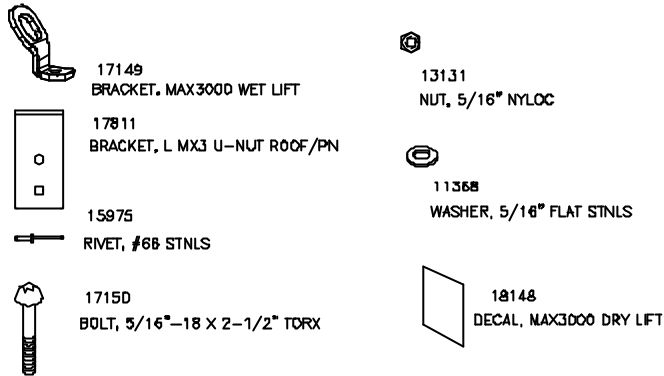 17149
BRACKET, MAX3000 WET LIFT
17811
BRACKET, L MX3 U-NUT ROOF/PN
15975
RIVET, #66 STNLS
17150
BOLT, 5/16"-18 X 2-1/2" TORX
13131
NUT, 5/16" NYLOC
11368
WASHER, 5/16" FLAT STNLS
18148
DECAL, MAX3000 DRY LIFT